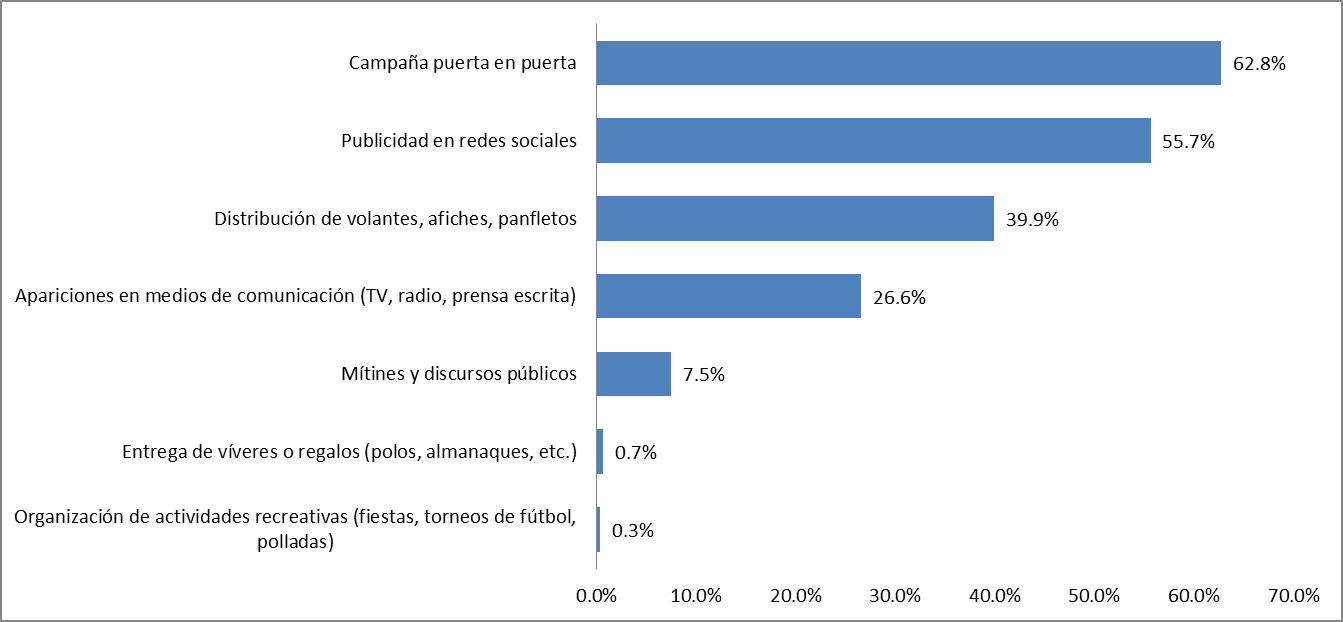 Campaña puerta en puerta
62.8%
Publicidad en redes sociales
55.7%
Distribución de volantes, afiches, panfletos
39.9%
Apariciones en medios de comunicación (TV, radio, prensa escrita)
26.6%
Mítines y discursos públicos
7.5%
Entrega de víveres o regalos (polos, almanaques, etc.)
0.7%
Organización de actividades recreativas (fiestas, torneos de fútbol,
polladas)
0.3%
0.0% 10.0% 20.0% 30.0% 40.0% 50.0% 60.0% 70.0%